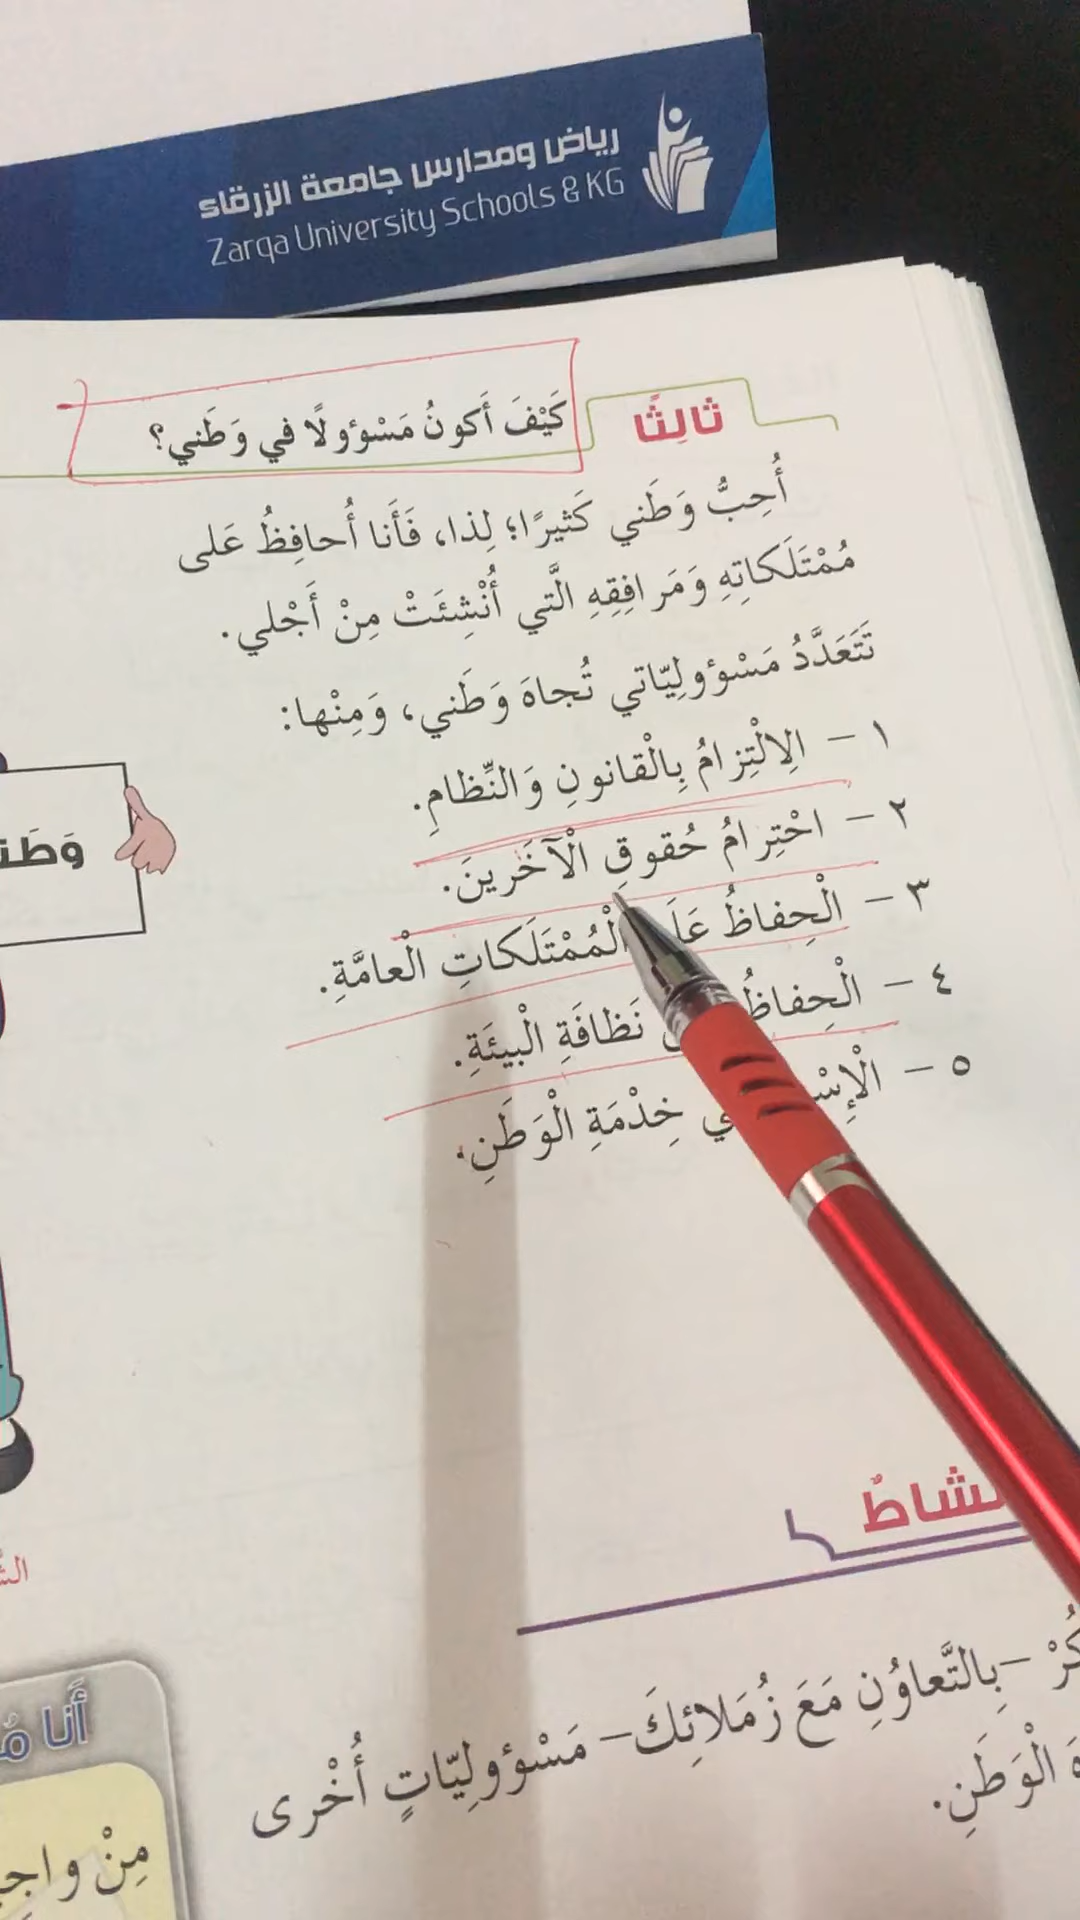 رياض ومدارس جامعة الزرقاء
Zarqa University Schools & KG
ثالِثًا
كَيْفَ أَكونُ مَسْؤولًا في وَطَني؟
أُحِبُّ وَطَني كَثيرًا؛ لِذا، فَأَنا أُحافِظُ عَلى
مُمْتَلَكاتِهِ وَمَرافِقِهِ الَّتي أُنْشِئَتْ مِنْ أَجْلي.
تَتَعَدَّدُ مَسْؤولِيّاتي تُجاهَ وَطَني، وَمِنْها:
١ - الِالْتِزامُ بِالْقانونِ وَالنِّظامِ.
٢ - احْتِرامُ حُقوقِ الْآخَرينَ.
٣ - الْحِفاظُ الْمُمْتَلَكاتِ الْعامَّةِ.
٤ - الْحِفاظُ نَظافَةِ الْبيئَةِ.
٥ - خِدْمَةِ الْوَطَنِ.
نَشاطٌ
-بِالتَّعاوُنِ مَعَ زُمَلائِكَ- مَسْؤولِيّاتٍ أُخْرى
الْوَطَنِ.
أَنا
مِنْ